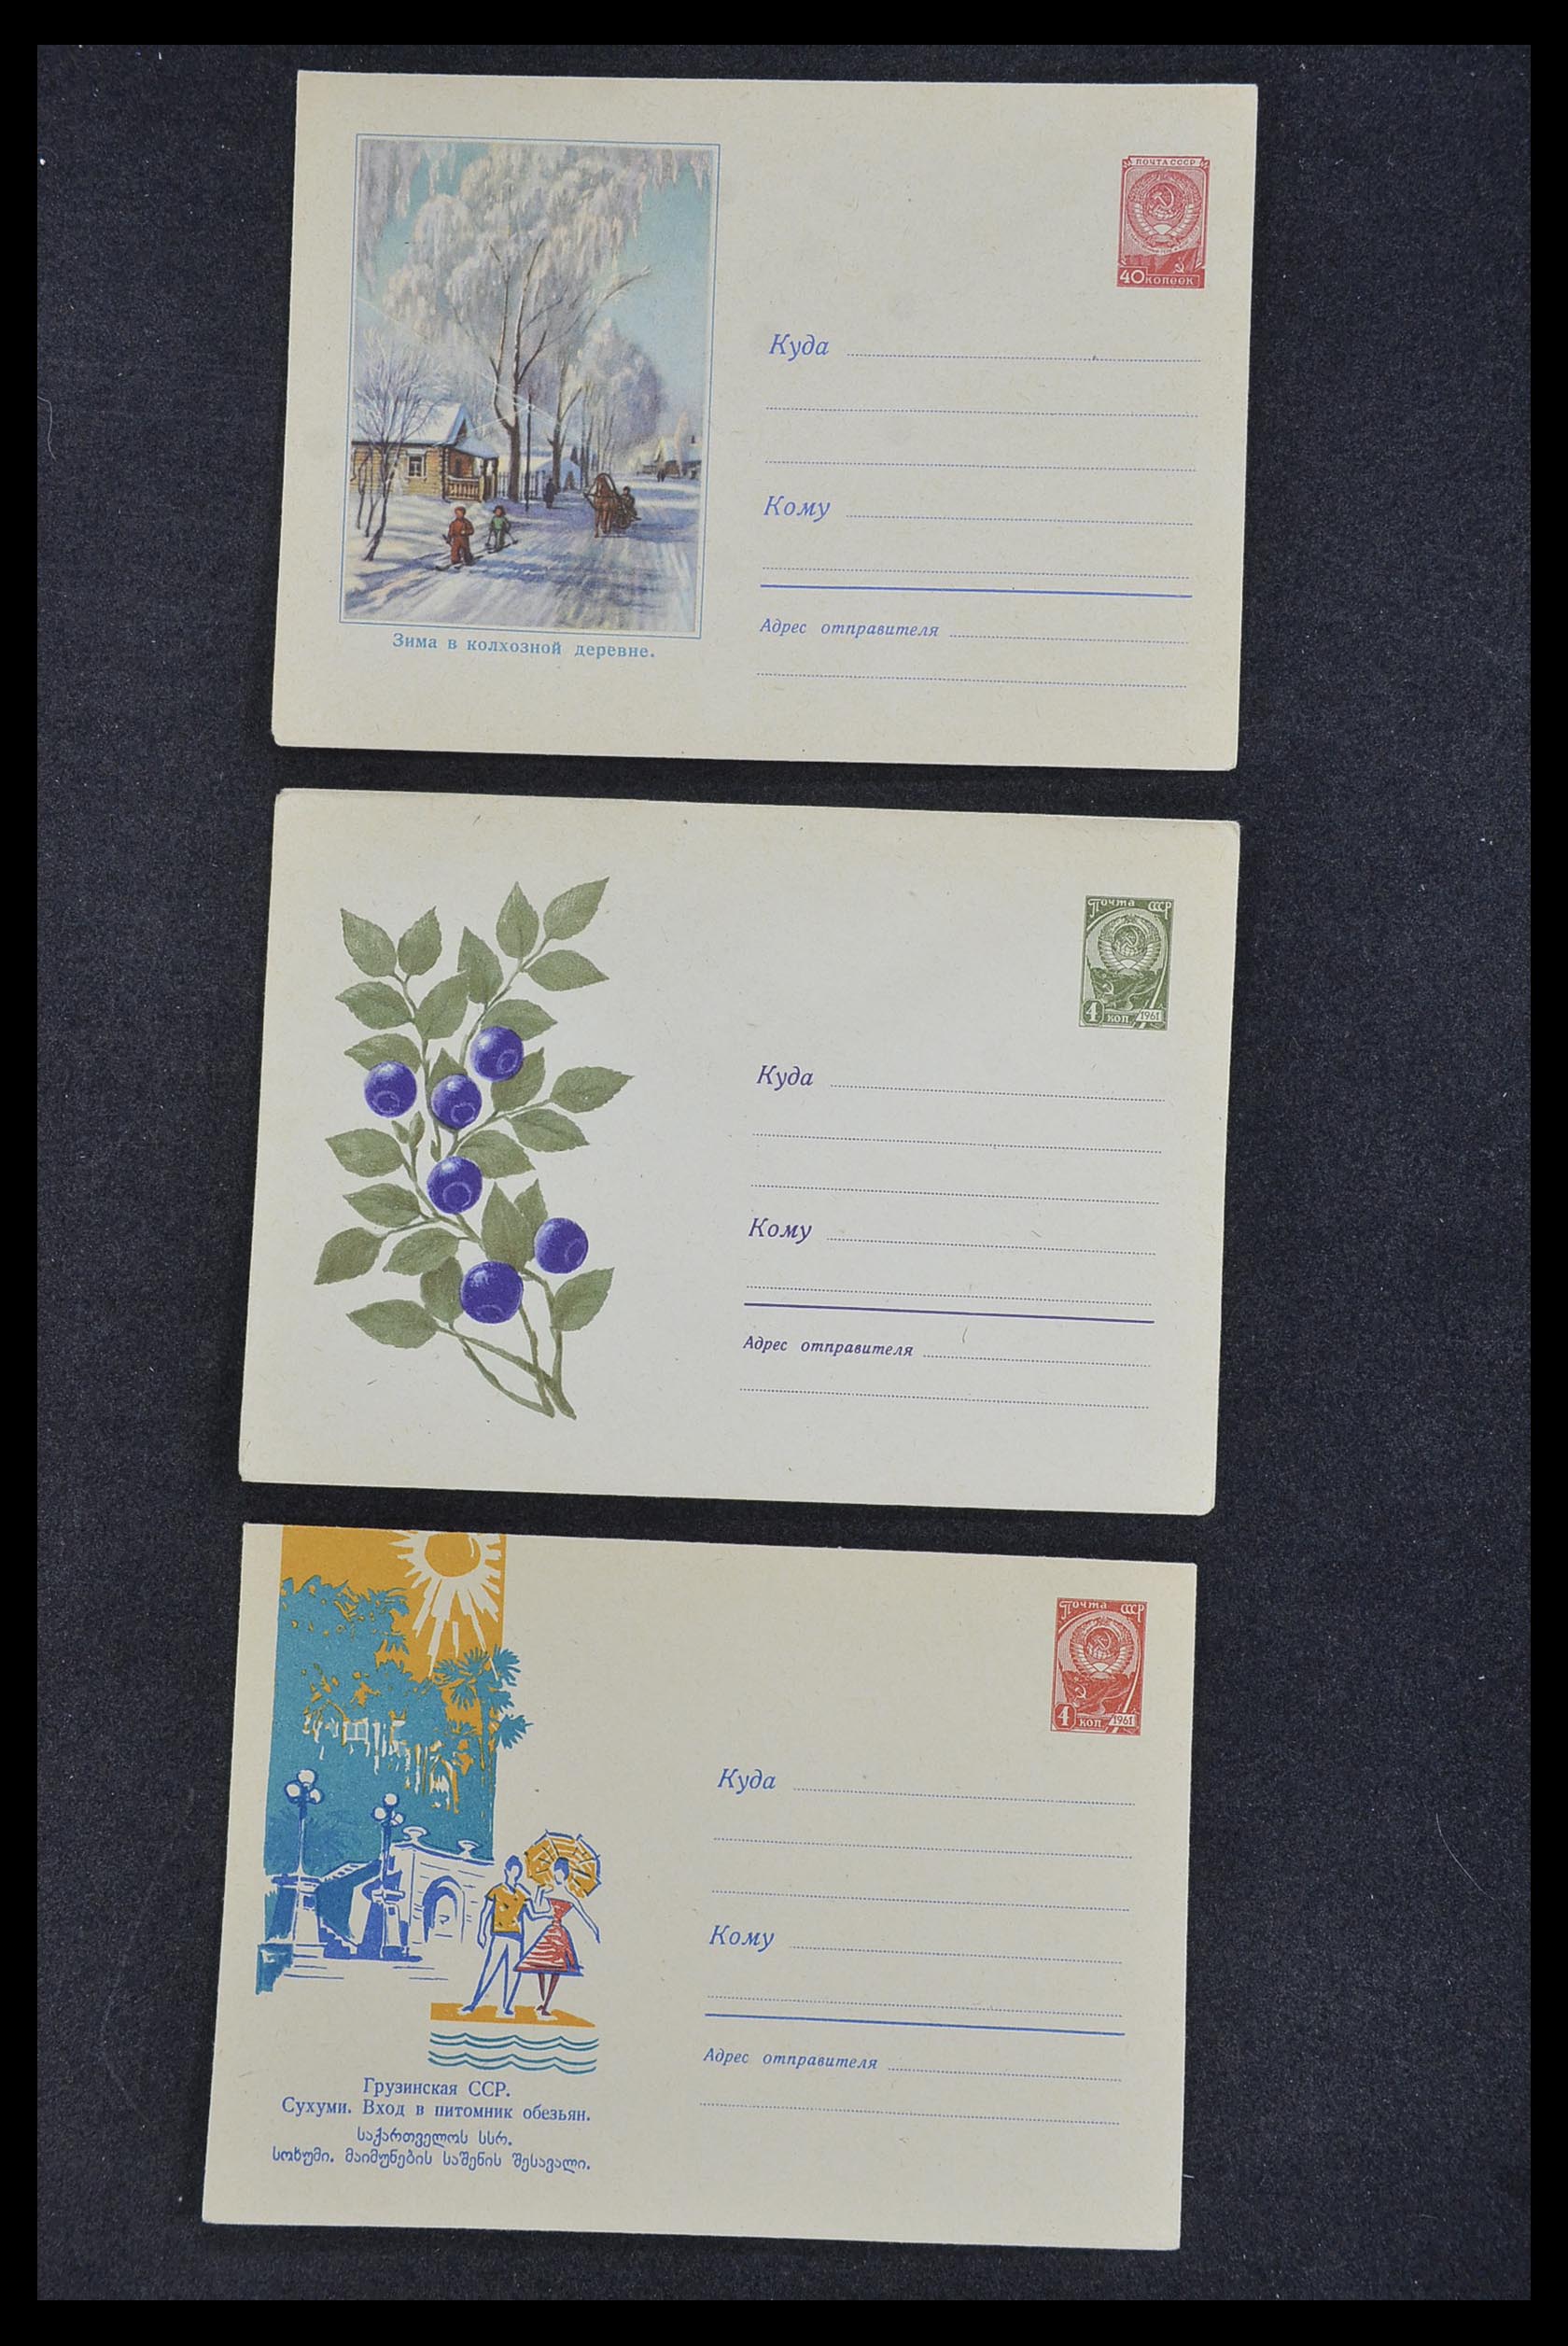 ПОЧТА СССР
40 КОПЕЕК
Куда
Кому
Адрес отправителя
Зима в колхозной деревне.
Почта СССР
4 коп. 1961
Куда
Кому
Адрес отправителя
Почта СССР
4 коп. 1961
Куда
Кому
Адрес отправителя
Грузинская ССР.
Сухуми. Вход в питомник обезьян.
საქართველოს სსრ.
სოხუმი. მაიმუნების საშენის შესავალი.